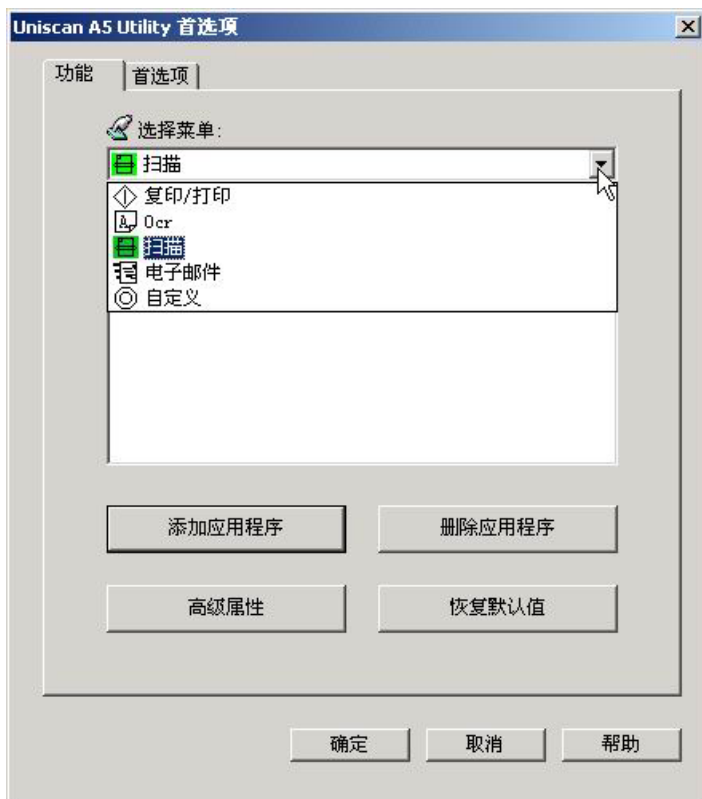 Uniscan A5 Utility 首选项
功能 首选项
选择菜单:
扫描
复印/打印
Ocr
扫描
电子邮件
自定义
添加应用程序 删除应用程序
高级属性 恢复默认值
确定 取消 帮助